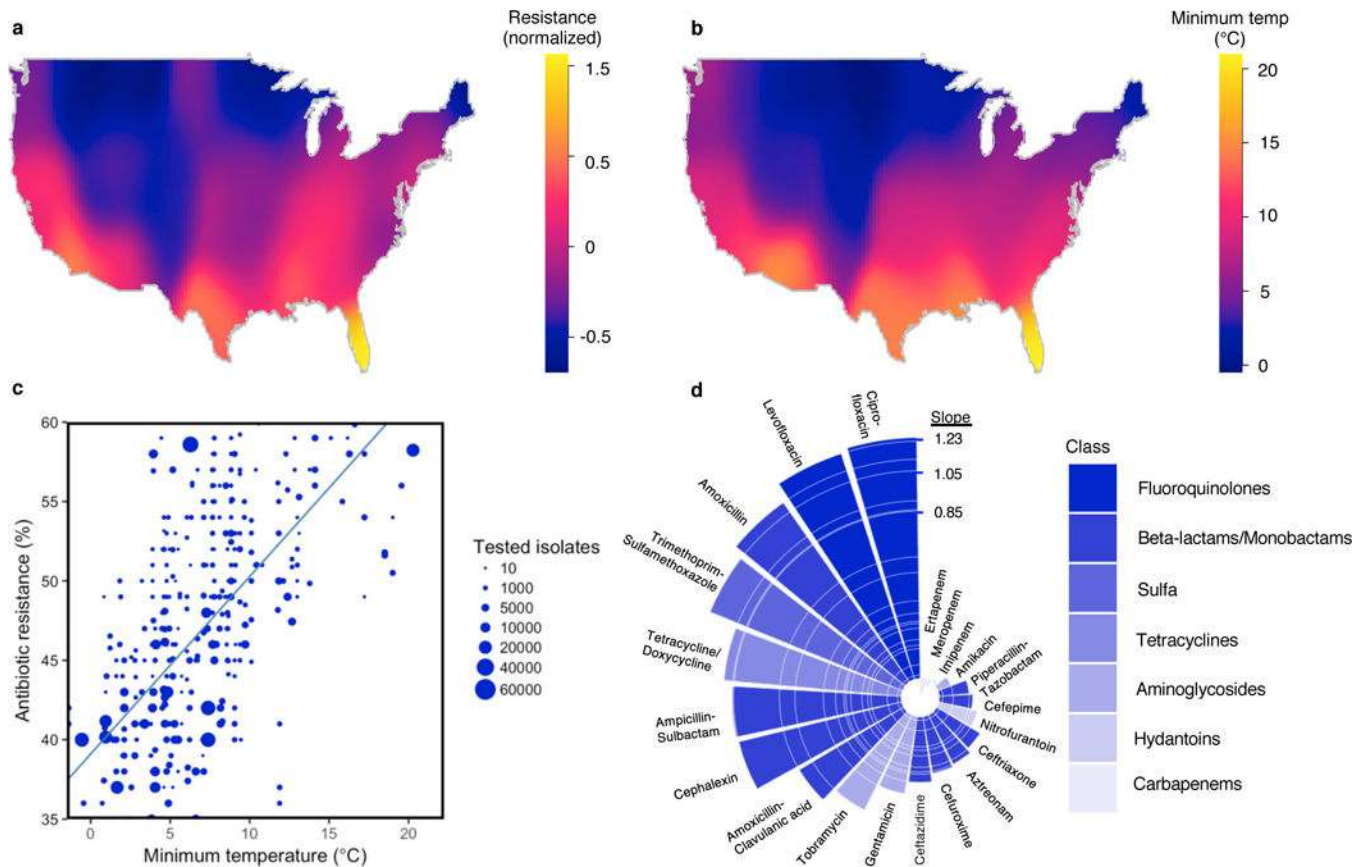 a
Resistance
(normalized)
1.5
0.5
0
-0.5
b
Minimum temp
(°C)
20
15
10
5
0
c
Antibiotic resistance (%)
60
55
50
45
40
35
0
5
10
15
20
Minimum temperature (°C)
Tested isolates
10
1000
5000
10000
20000
40000
60000
d
Slope
1.23
1.05
0.85
Cipro-
floxacin
Levofloxacin
Amoxicillin
Trimethoprim-
Sulfamethoxazole
Tetracycline/
Doxycycline
Ampicillin-
Sulbactam
Cephalexin
Amoxicillin-
Clavulanic acid
Tobramycin
Gentamicin
Ceftazidime
Cefuroxime
Aztreonam
Ceftriaxone
Nitrofurantoin
Cefepime
Piperacillin-
Tazobactam
Amikacin
Imipenem
Meropenem
Ertapenem
Class
Fluoroquinolones
Beta-lactams/Monobactams
Sulfa
Tetracyclines
Aminoglycosides
Hydantoins
Carbapenems